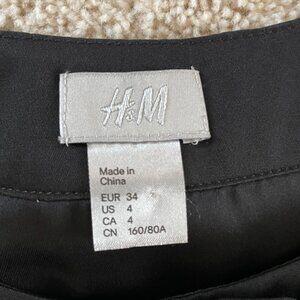 H&M
Made in
China
EUR 34
US 4
CA 4
CN 160/80A